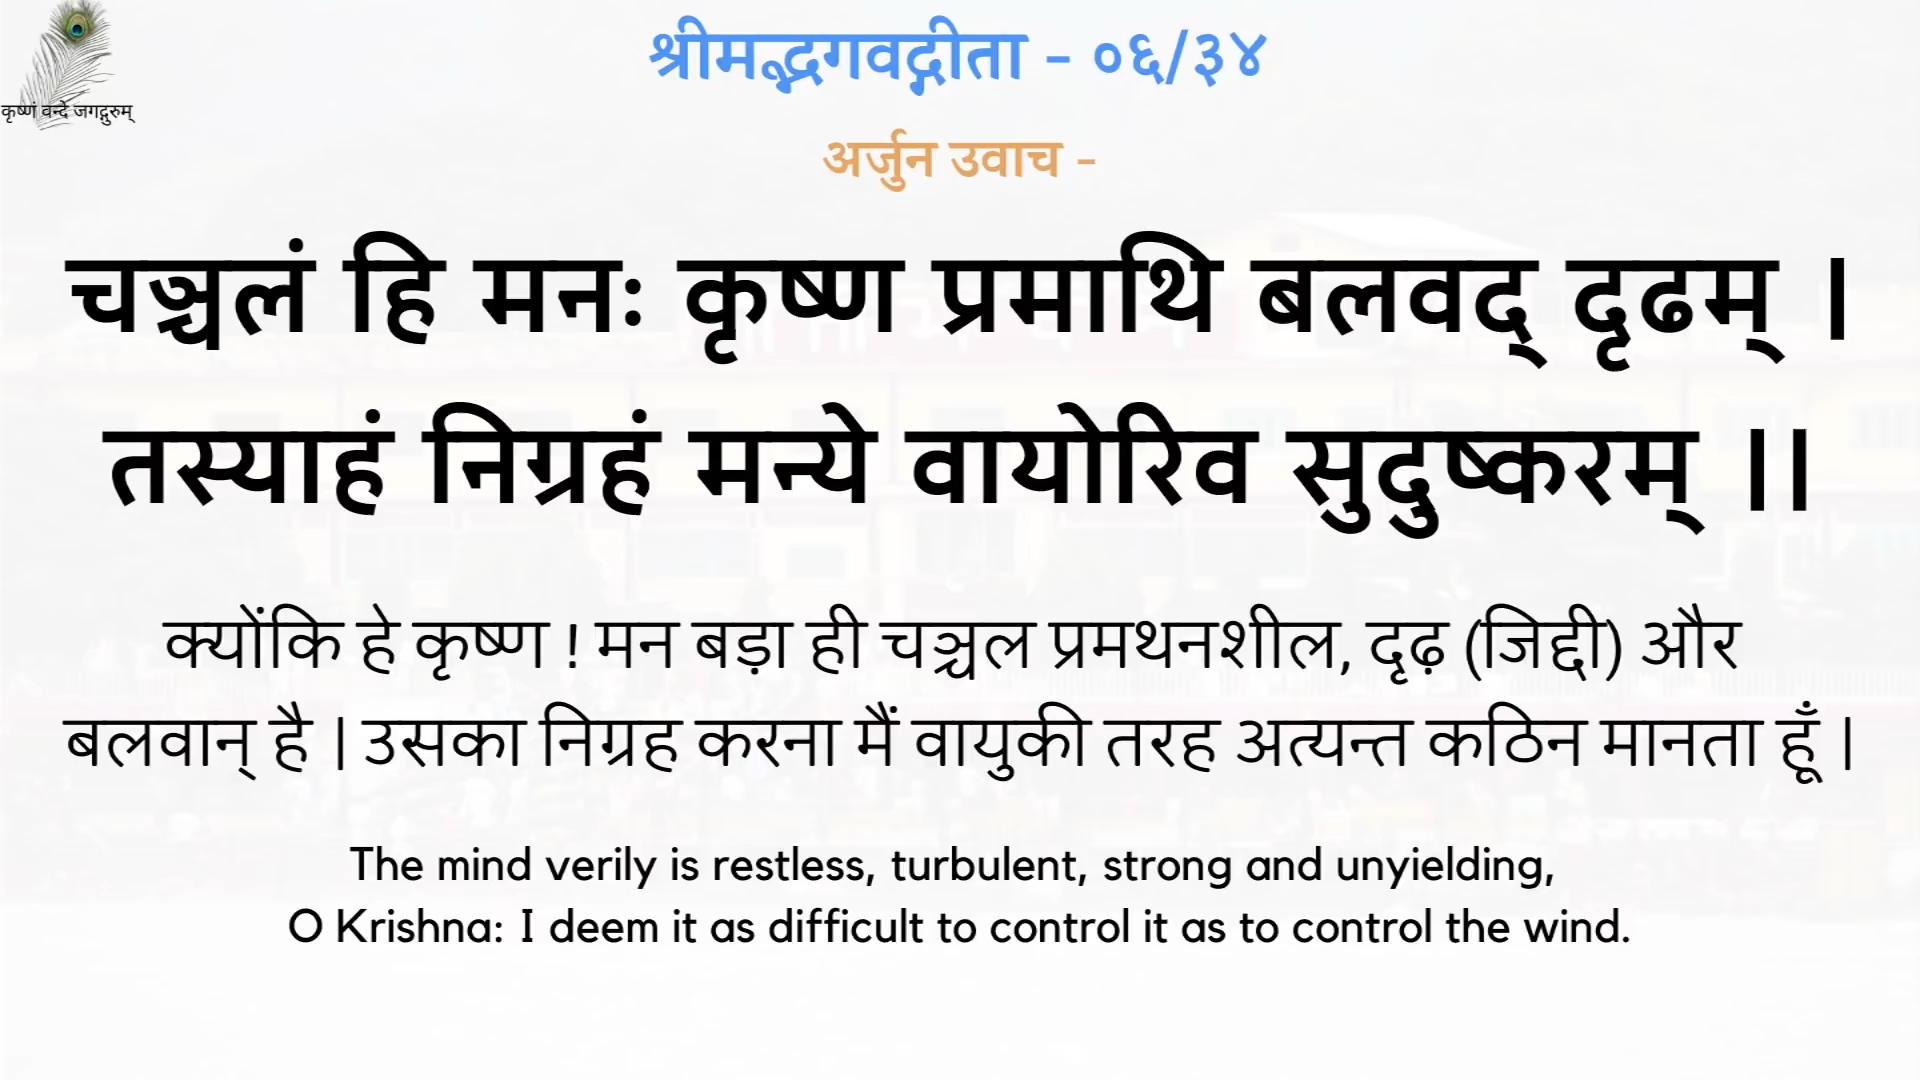 कृष्णं वन्दे जगद्गुरुम्
श्रीमद्भगवद्गीता - ०६/३४
अर्जुन उवाच -
चञ्चलं हि मनः कृष्ण प्रमाथि बलवद् दृढम् |
तस्याहं निग्रहं मन्ये वायोरिव सुदुष्करम् ||
क्योंकि हे कृष्ण ! मन बड़ा ही चञ्चल प्रमथनशील, दृढ़ (जिद्दी) और
बलवान् है | उसका निग्रह करना मैं वायुकी तरह अत्यन्त कठिन मानता हूँ |
The mind verily is restless, turbulent, strong and unyielding,
O Krishna: I deem it as difficult to control it as to control the wind.